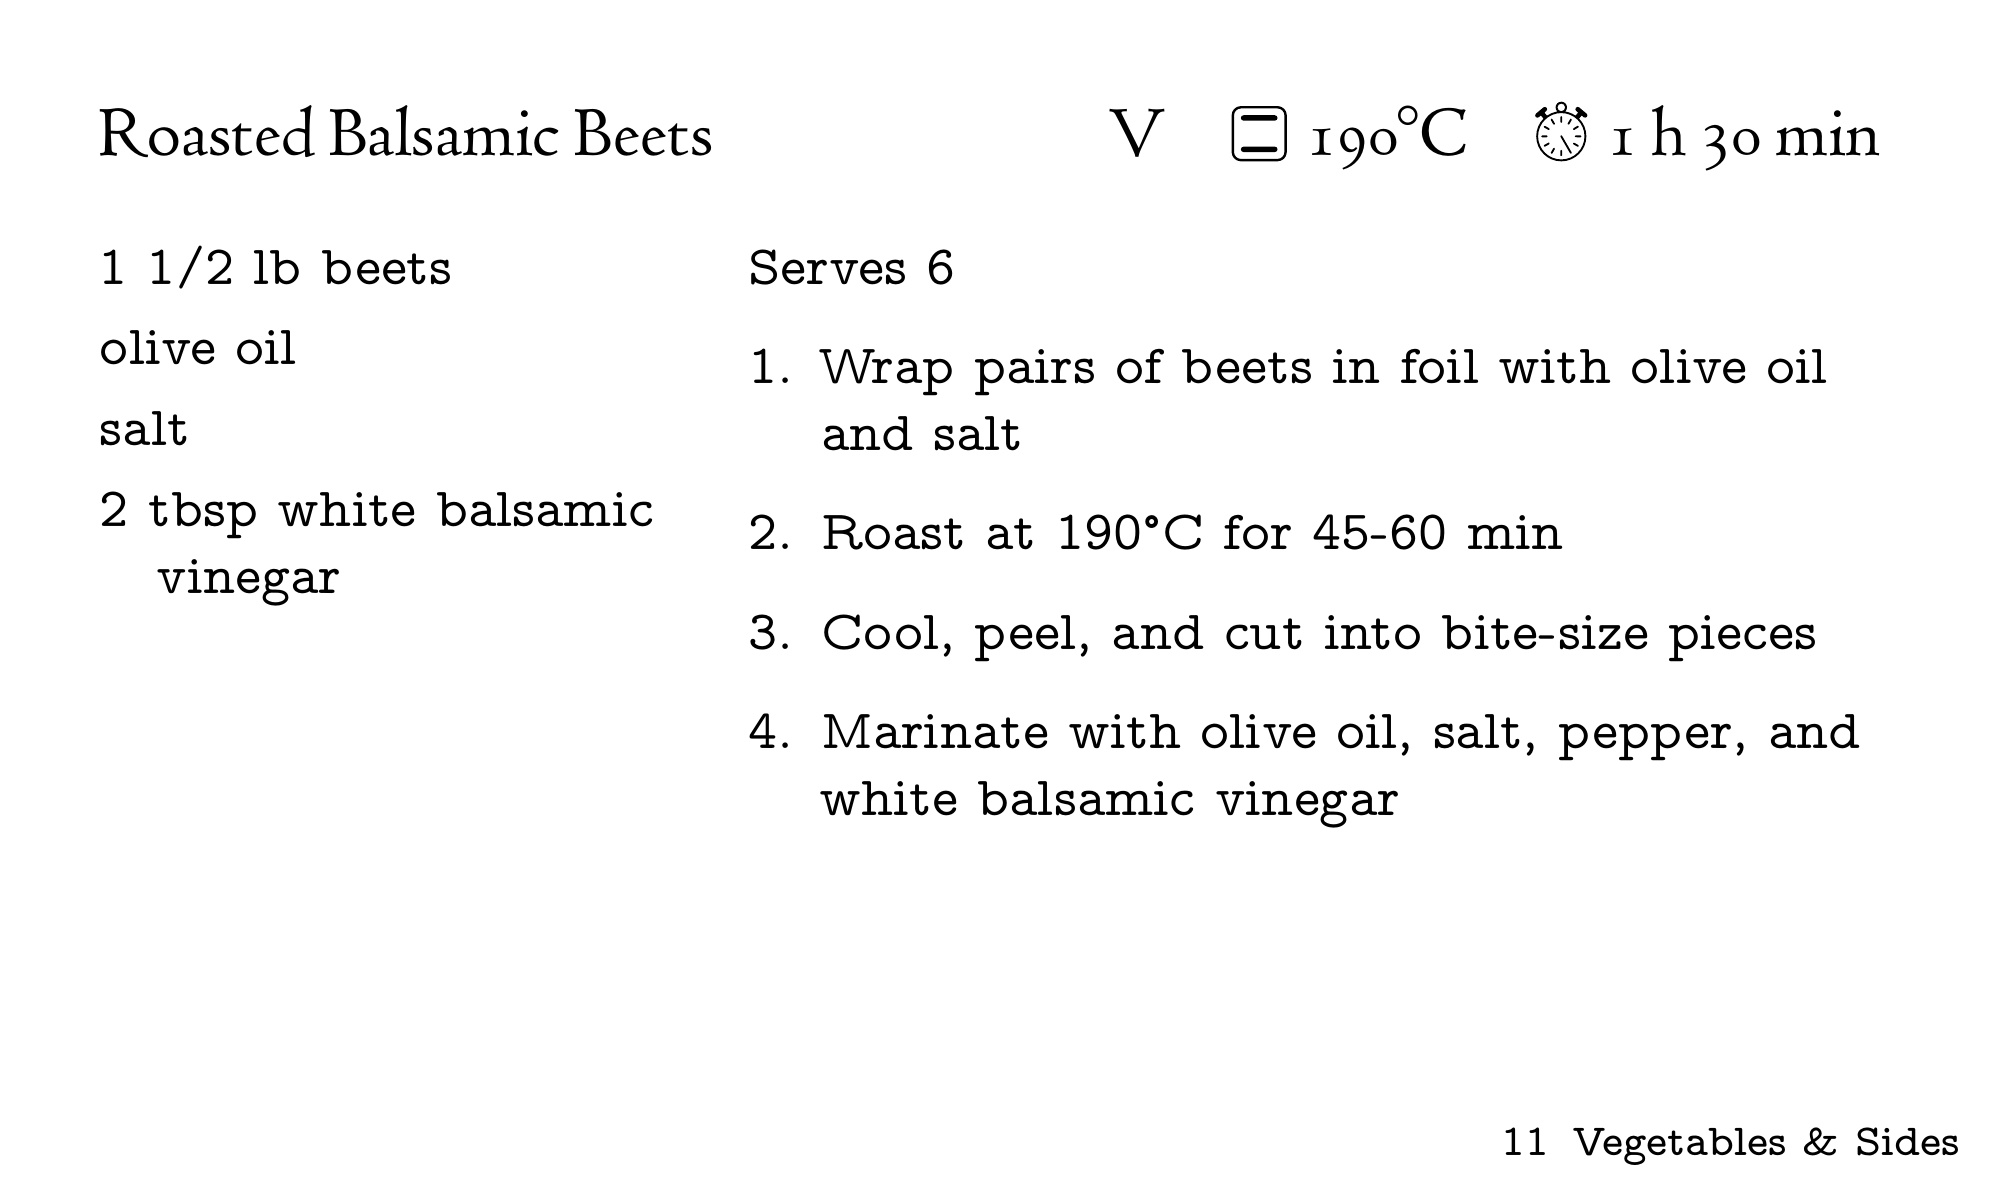 Roasted Balsamic Beets
V 190°C 1 h 30 min
1 1/2 lb beets
olive oil
salt
2 tbsp white balsamic
vinegar
Serves 6
1. Wrap pairs of beets in foil with olive oil
and salt
2. Roast at 190°C for 45-60 min
3. Cool, peel, and cut into bite-size pieces
4. Marinate with olive oil, salt, pepper, and
white balsamic vinegar
11 Vegetables & Sides